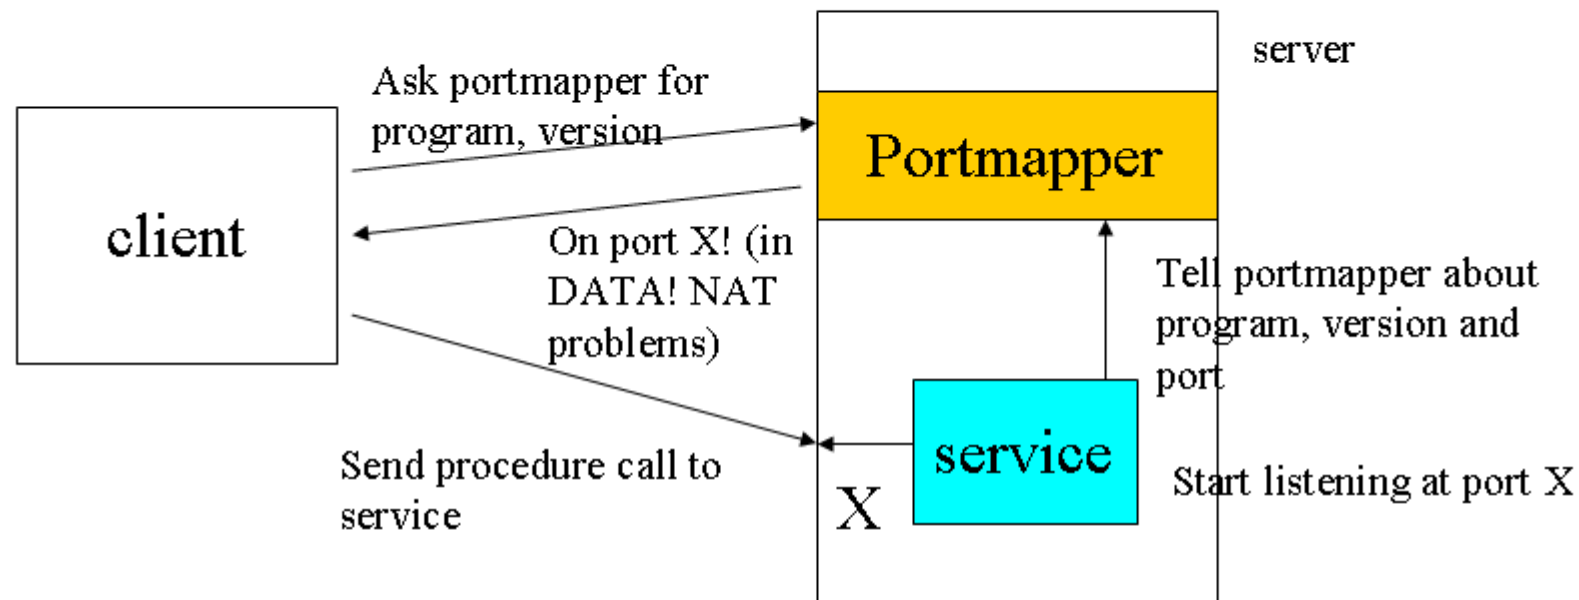 server
Ask portmapper for
program, version
Portmapper
client
On port X! (in
DATA! NAT
problems)
Tell portmapper about
program, version and
port
Send procedure call to
service
service
X
Start listening at port X